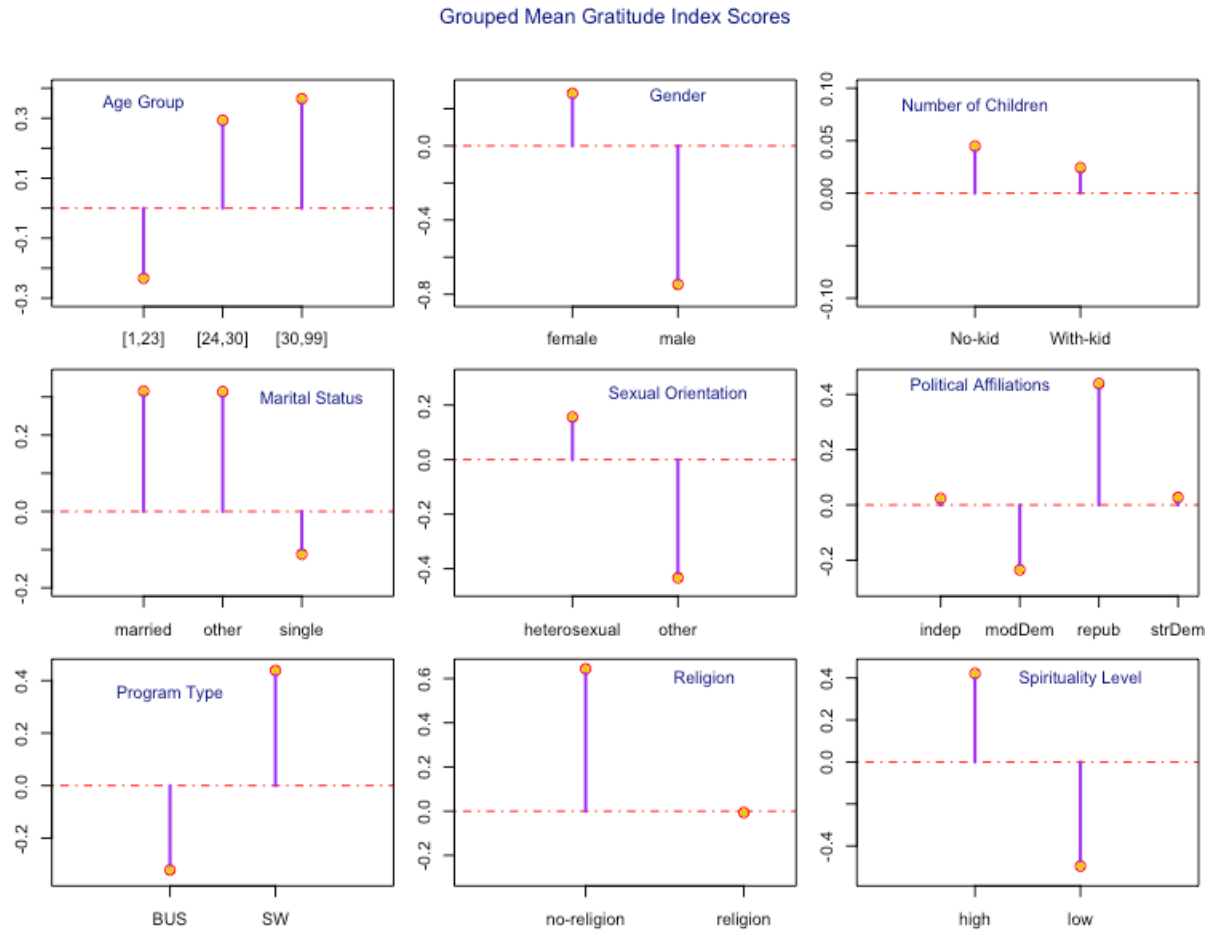 Grouped Mean Gratitude Index Scores
Age Group
0.3
0.1
-0.1
-0.3
[1,23] [24,30] [30,99]
Gender
0.0
-0.4
-0.8
female male
Number of Children
0.10
0.05
0.00
-0.10
No-kid With-kid
Marital Status
0.2
0.0
-0.2
married other single
Sexual Orientation
0.2
0.0
-0.2
-0.4
heterosexual other
Political Affiliations
0.4
0.2
0.0
-0.2
indep modDem repub strDem
Program Type
0.4
0.2
0.0
-0.2
BUS SW
Religion
0.6
0.4
0.2
0.0
-0.2
no-religion religion
Spirituality Level
0.4
0.2
0.0
-0.4
high low